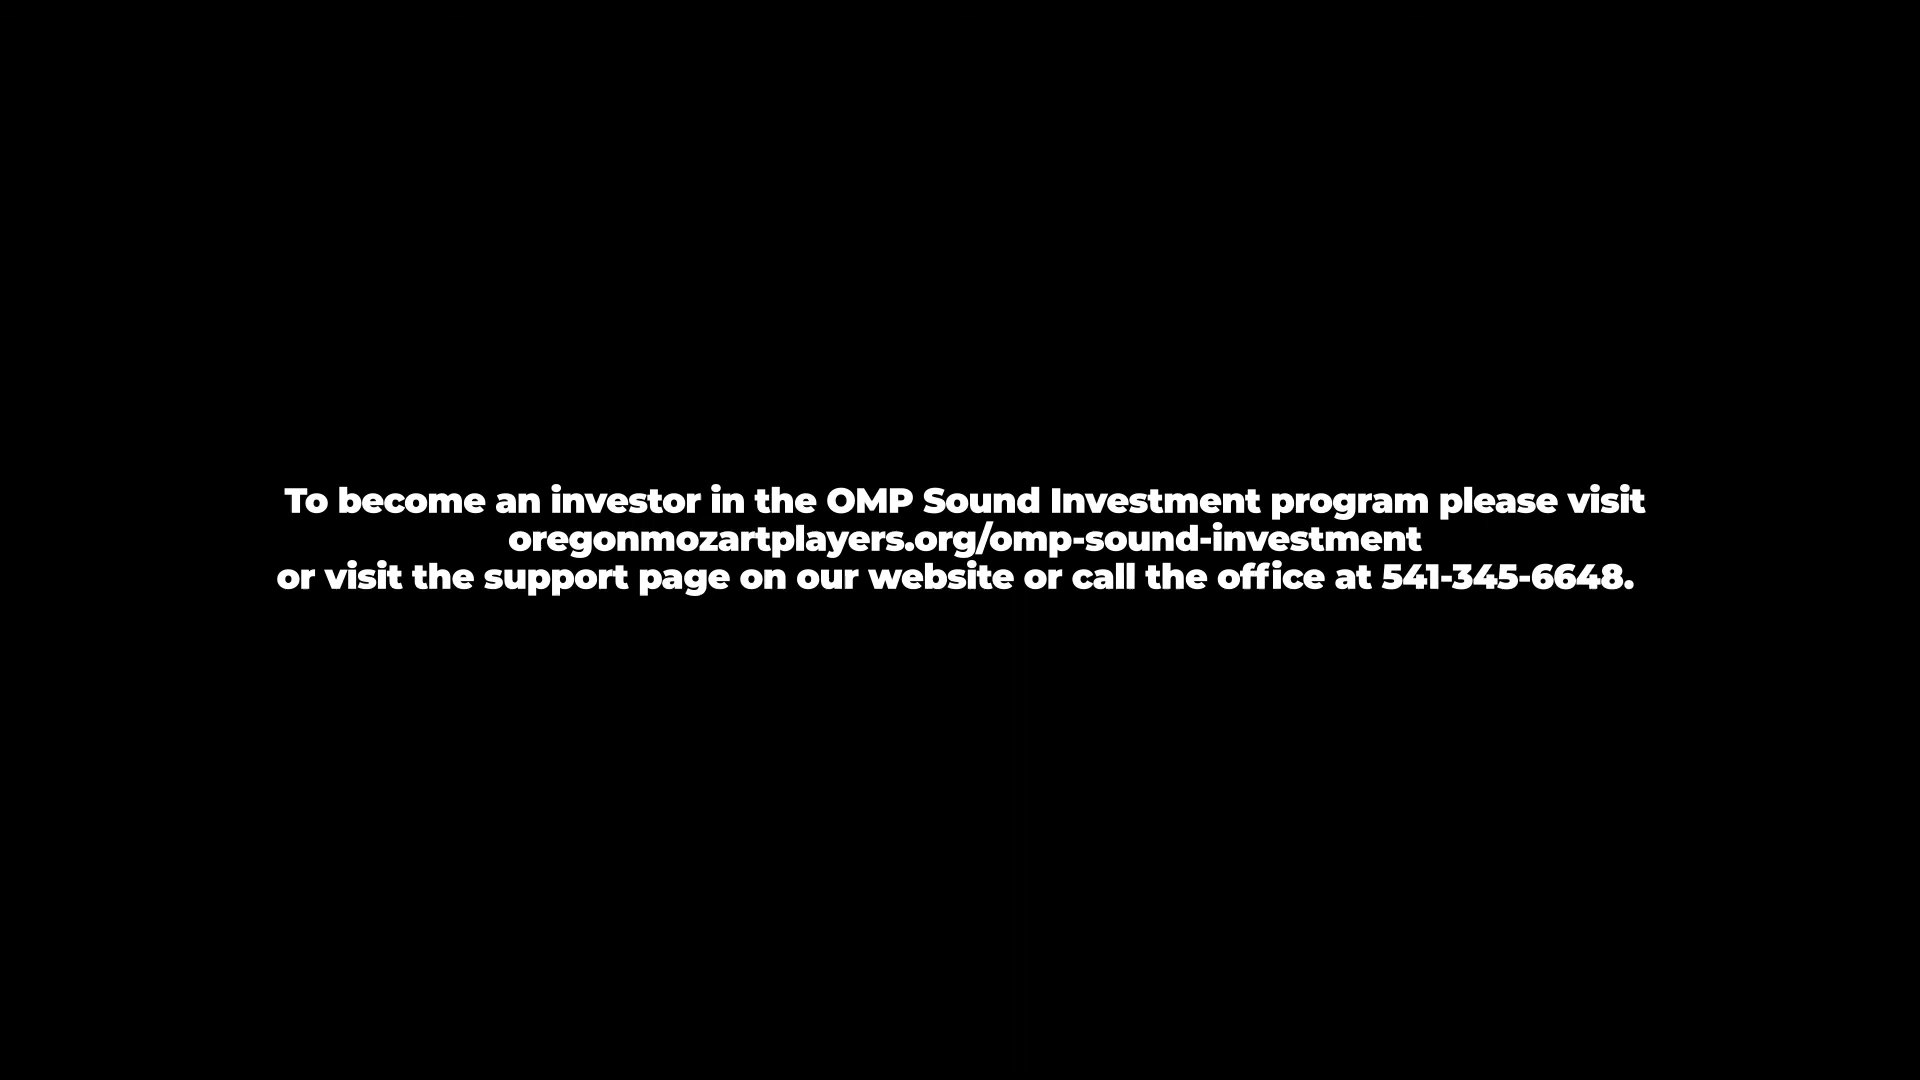 To become an investor in the OMP Sound Investment program please visit
oregonmozartplayers.org/omp-sound-investment
or visit the support page on our website or call the office at 541-345-6648.